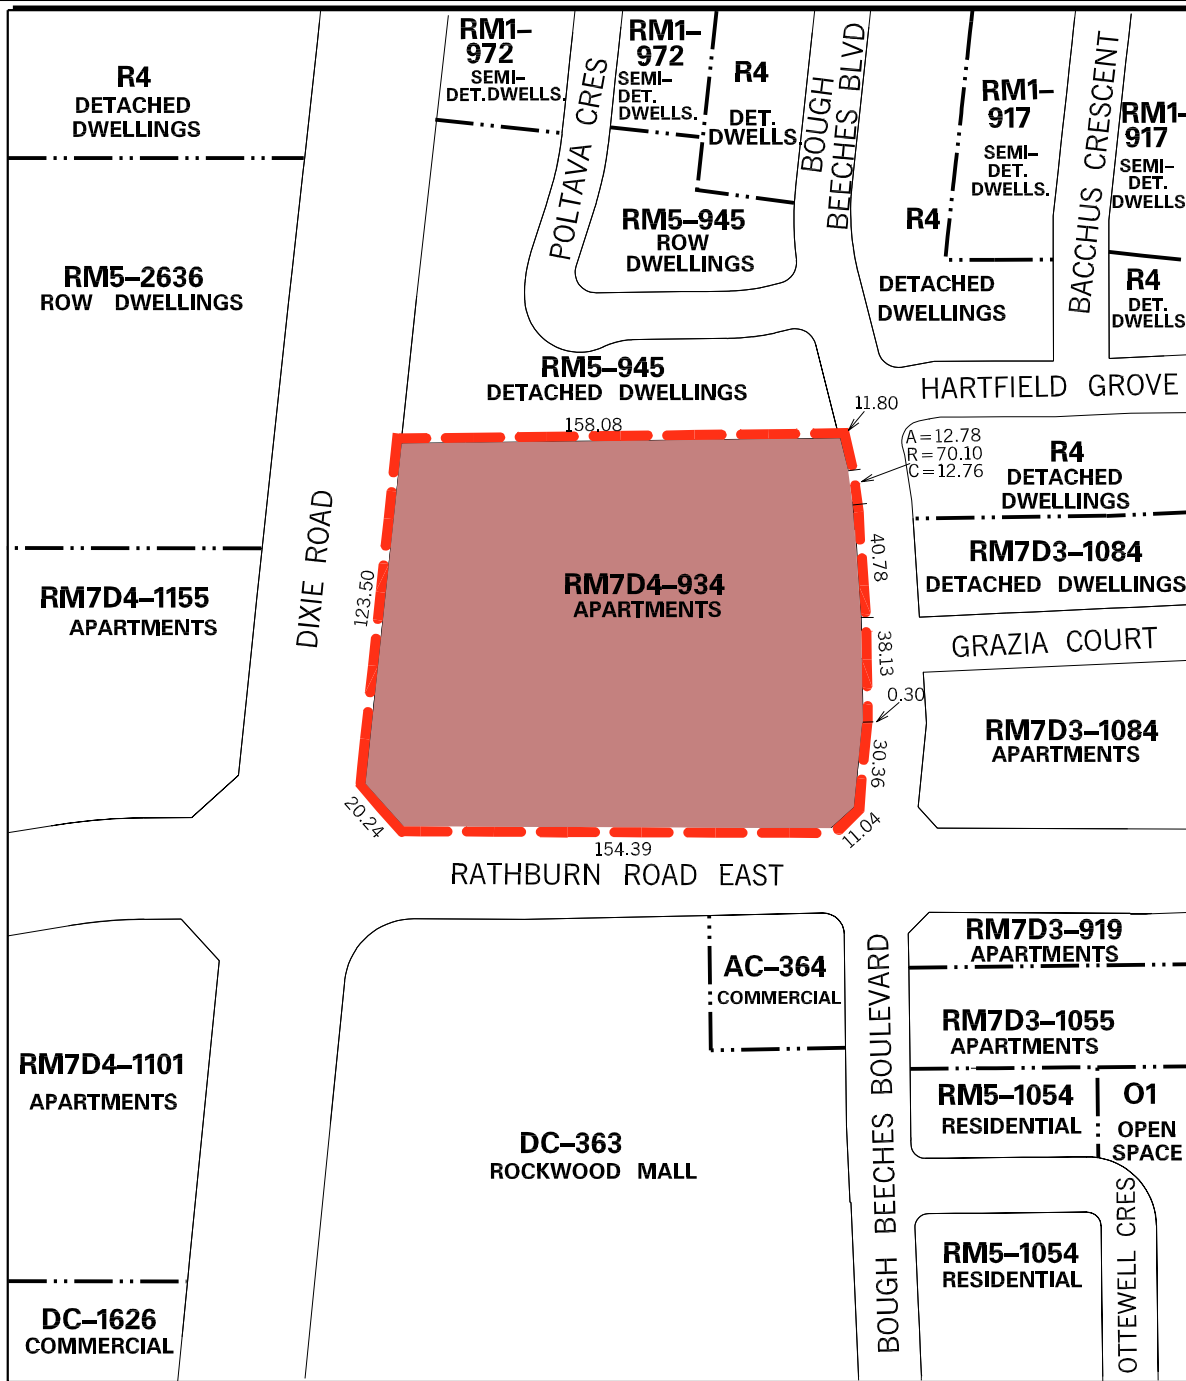 R4
DETACHED
DWELLINGS
RM1–
972
SEMI–
DET.DWELLS.
POLTAVA CRES
RM1–
972
SEMI–
DET.
DWELLS.
R4
DET.
DWELLS.
BOUGH
BEECHES BLVD
RM1–
917
SEMI–
DET.
DWELLS.
BACCHUS CRESCENT
RM1–
917
SEMI–
DET.
DWELLS
RM5–2636
ROW DWELLINGS
RM5–945
ROW
DWELLINGS
R4
DETACHED
DWELLINGS
R4
DET.
DWELLS
RM5–945
DETACHED DWELLINGS
HARTFIELD GROVE
158.08
11.80
A=12.78
R=70.10
C=12.76
R4
DETACHED
DWELLINGS
DIXIE ROAD
123.50
40.78
RM7D3–1084
DETACHED DWELLINGS
RM7D4–1155
APARTMENTS
RM7D4–934
APARTMENTS
38.13
GRAZIA COURT
0.30
30.36
RM7D3–1084
APARTMENTS
20.24
154.39
11.04
RATHBURN ROAD EAST
RM7D3–919
APARTMENTS
AC–364
COMMERCIAL
BOUGH BEECHES BOULEVARD
RM7D3–1055
APARTMENTS
RM7D4–1101
APARTMENTS
RM5–1054
RESIDENTIAL
O1
OPEN
SPACE
DC–363
ROCKWOOD MALL
OTTEWELL CRES
RM5–1054
RESIDENTIAL
DC–1626
COMMERCIAL